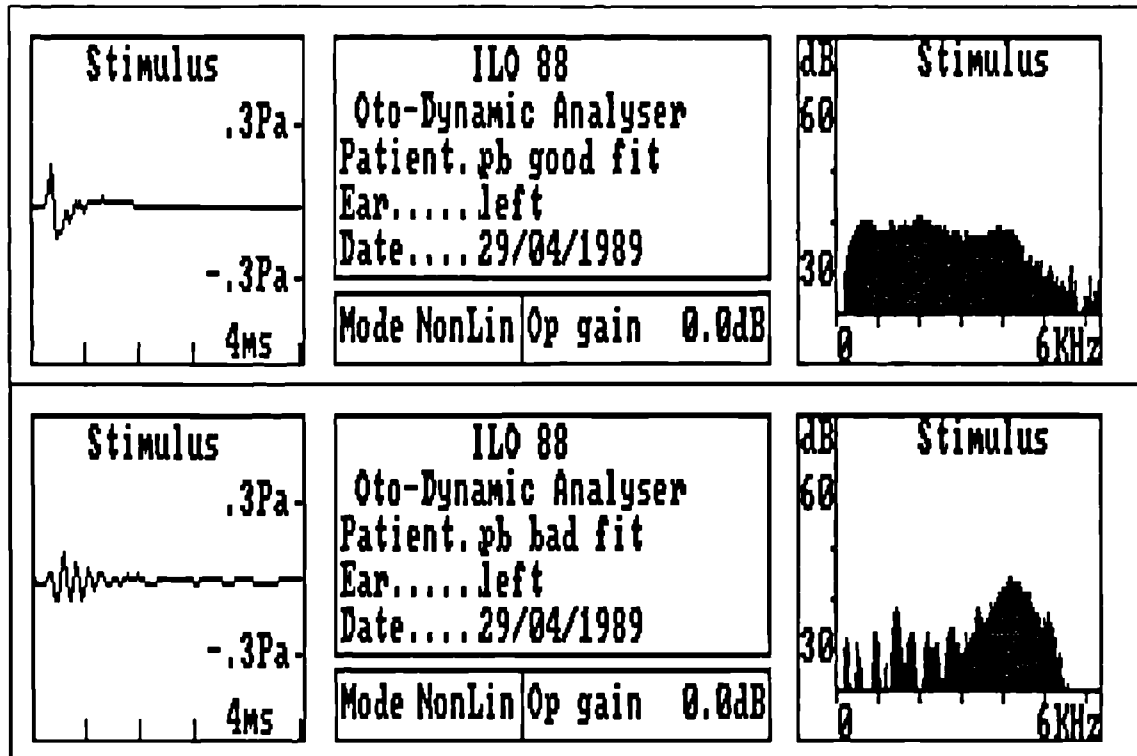 Stimulus
.3Pa
-.3Pa
4ms
ILO 88
Oto-Dynamic Analyser
Patient. pb good fit
Ear.....left
Date....29/04/1989
Mode NonLin
Op gain 0.0dB
dB
Stimulus
60
30
0
6KHz
Stimulus
.3Pa
-.3Pa
4ms
ILO 88
Oto-Dynamic Analyser
Patient. pb bad fit
Ear.....left
Date....29/04/1989
Mode NonLin
Op gain 0.0dB
dB
Stimulus
60
30
0
6KHz